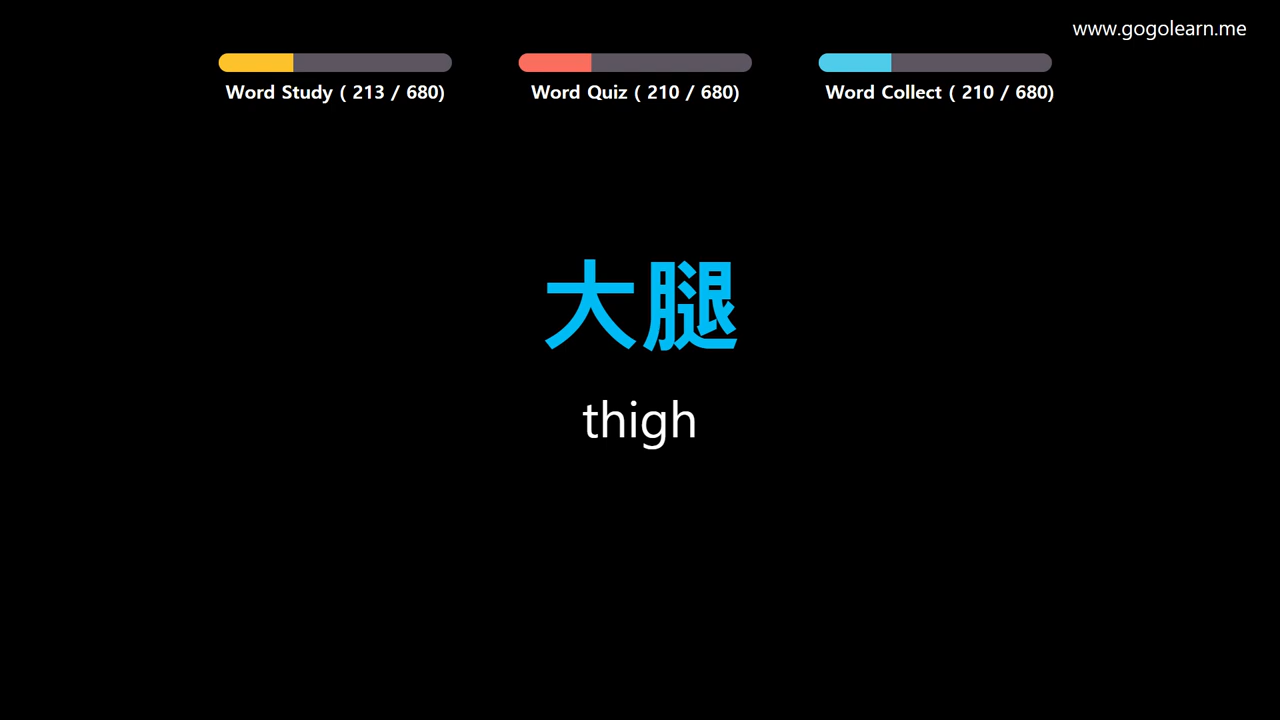 www.gogolearn.me
Word Study ( 213 / 680)
Word Quiz ( 210 / 680)
Word Collect ( 210 / 680)
大腿
thigh